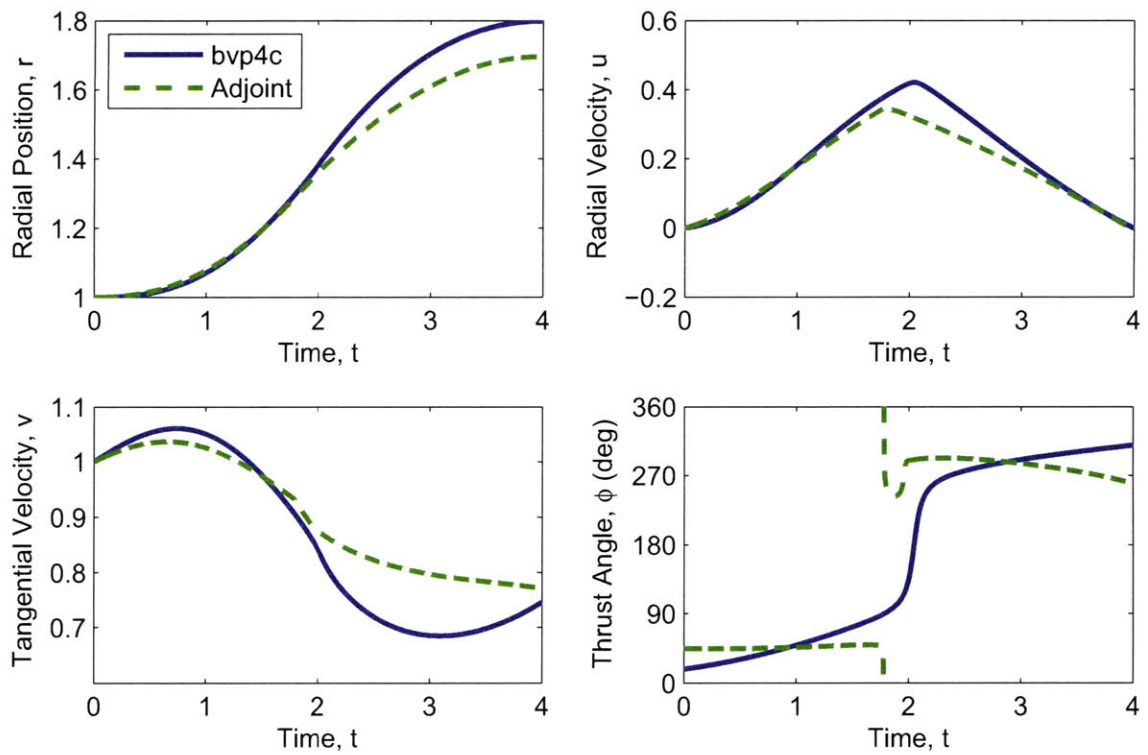 Radial Position, r
1.8
1.6
1.4
1.2
1
bvp4c
Adjoint
0 1 2 3 4
Time, t
Radial Velocity, u
0.6
0.4
0.2
0
−0.2
0 1 2 3 4
Time, t
Tangential Velocity, v
1.1
1
0.9
0.8
0.7
0 1 2 3 4
Time, t
Thrust Angle, ϕ (deg)
360
270
180
90
0
0 1 2 3 4
Time, t